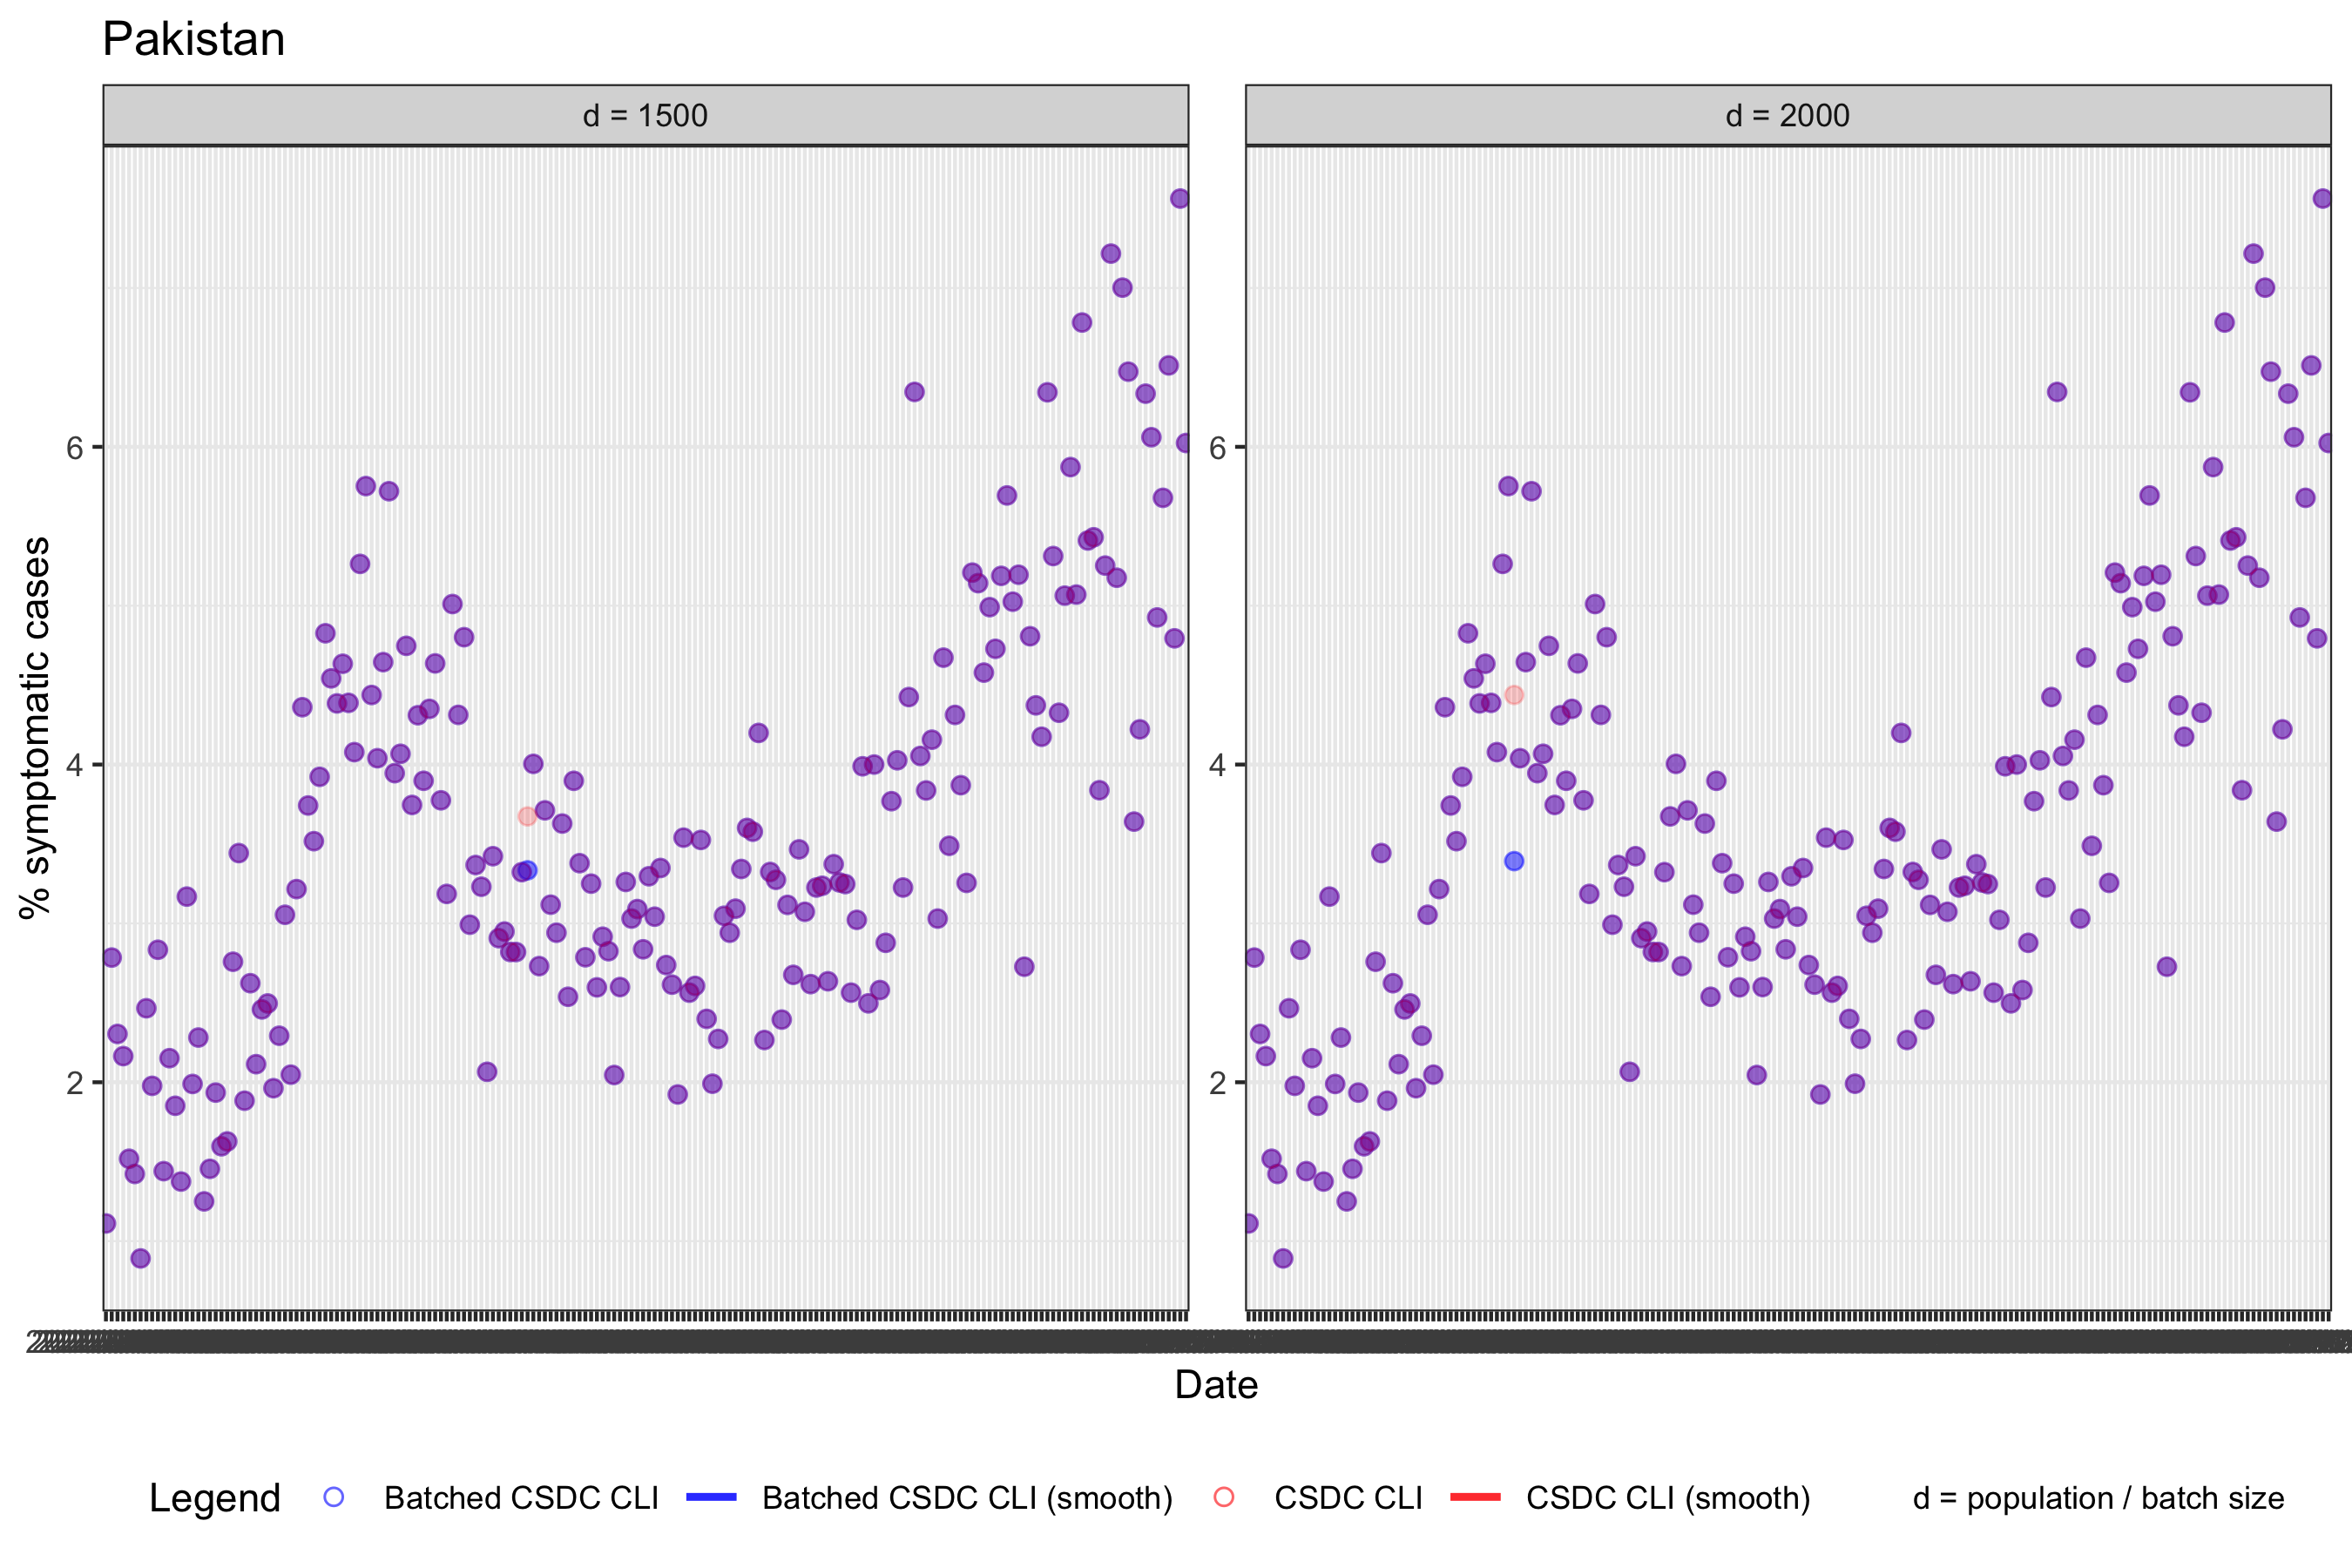 Pakistan
d = 1500
d = 2000
% symptomatic cases
6
4
2
6
4
2
Date
Legend
Batched CSDC CLI
Batched CSDC CLI (smooth)
CSDC CLI
CSDC CLI (smooth)
d = population / batch size